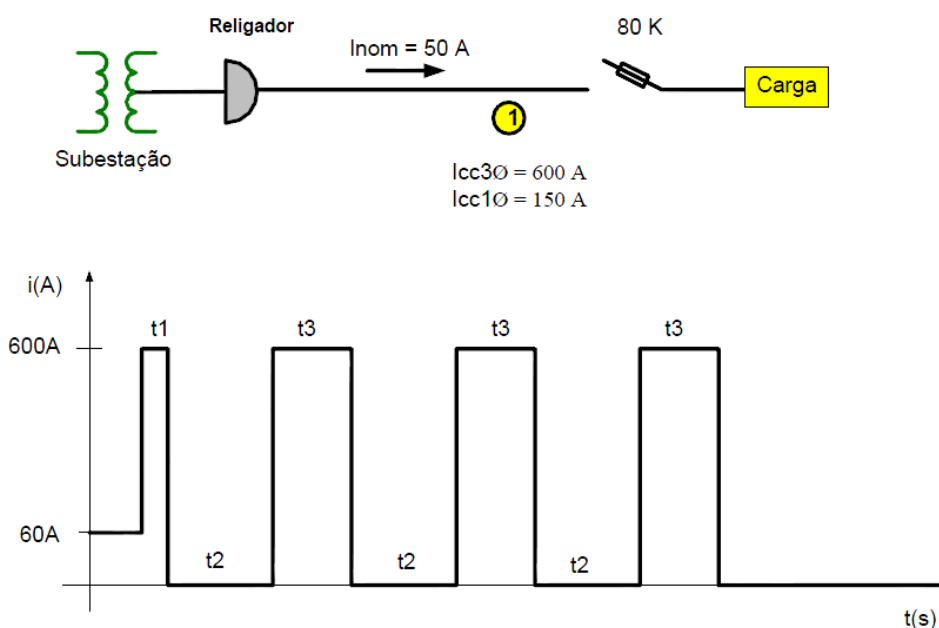 Religador
Inom = 50 A
80 K
Carga
Subestação
1
Icc3Ø = 600 A
Icc1Ø = 150 A
i(A)
t1
t3
t3
t3
600A
60A
t2
t2
t2
t(s)